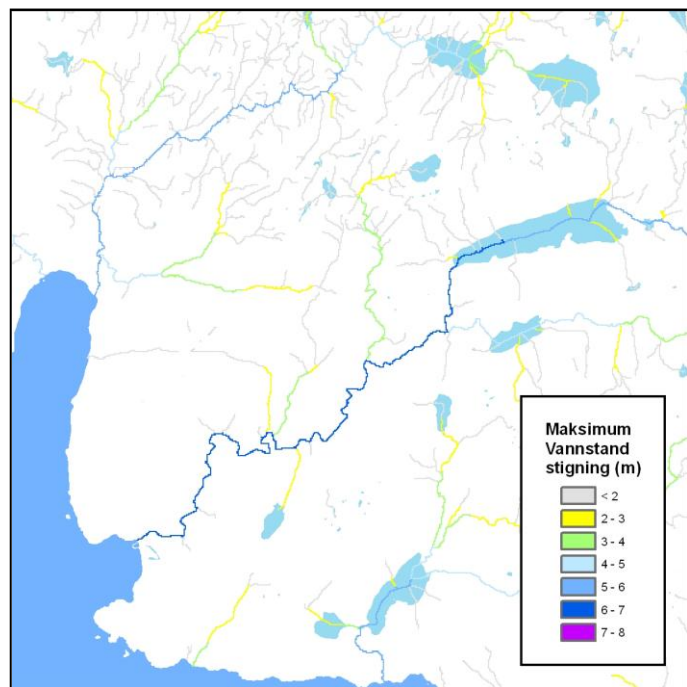 Maksimum
Vannstand
stigning (m)
< 2
2 - 3
3 - 4
4 - 5
5 - 6
6 - 7
7 - 8